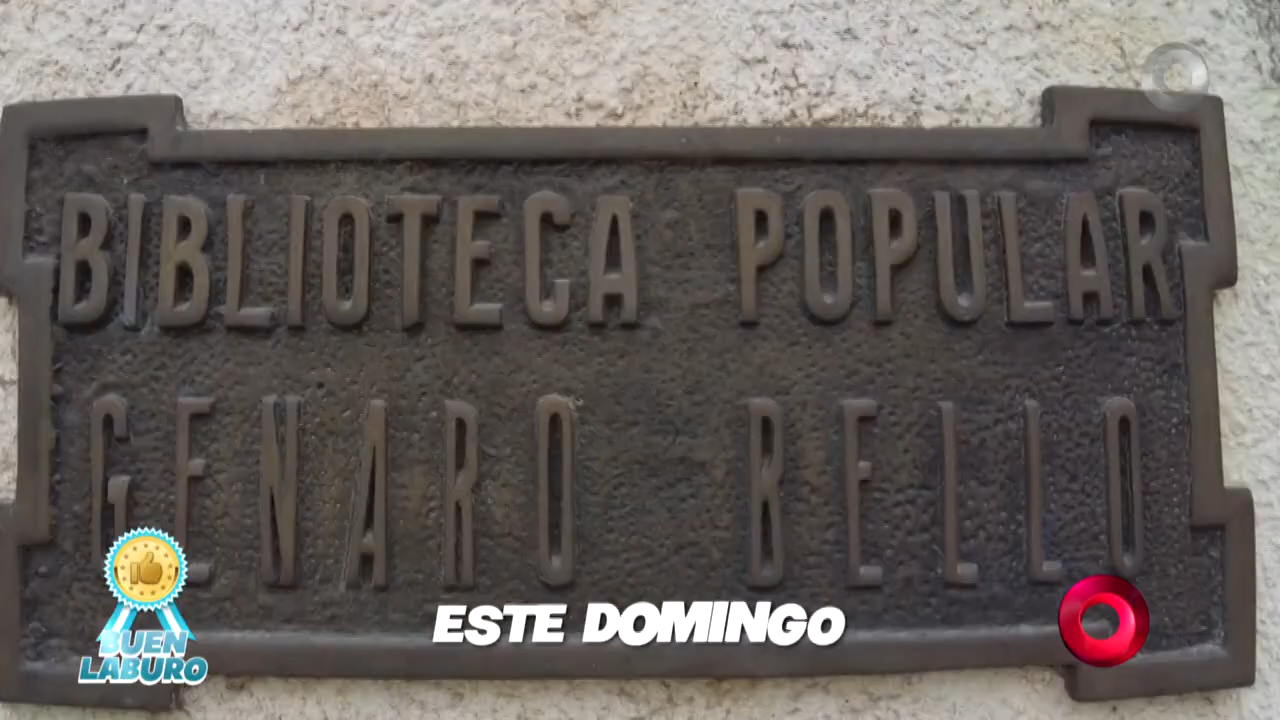 BIBLIOTECA POPULAR
GENARO BELLO
ESTE DOMINGO
BUEN
LABURO